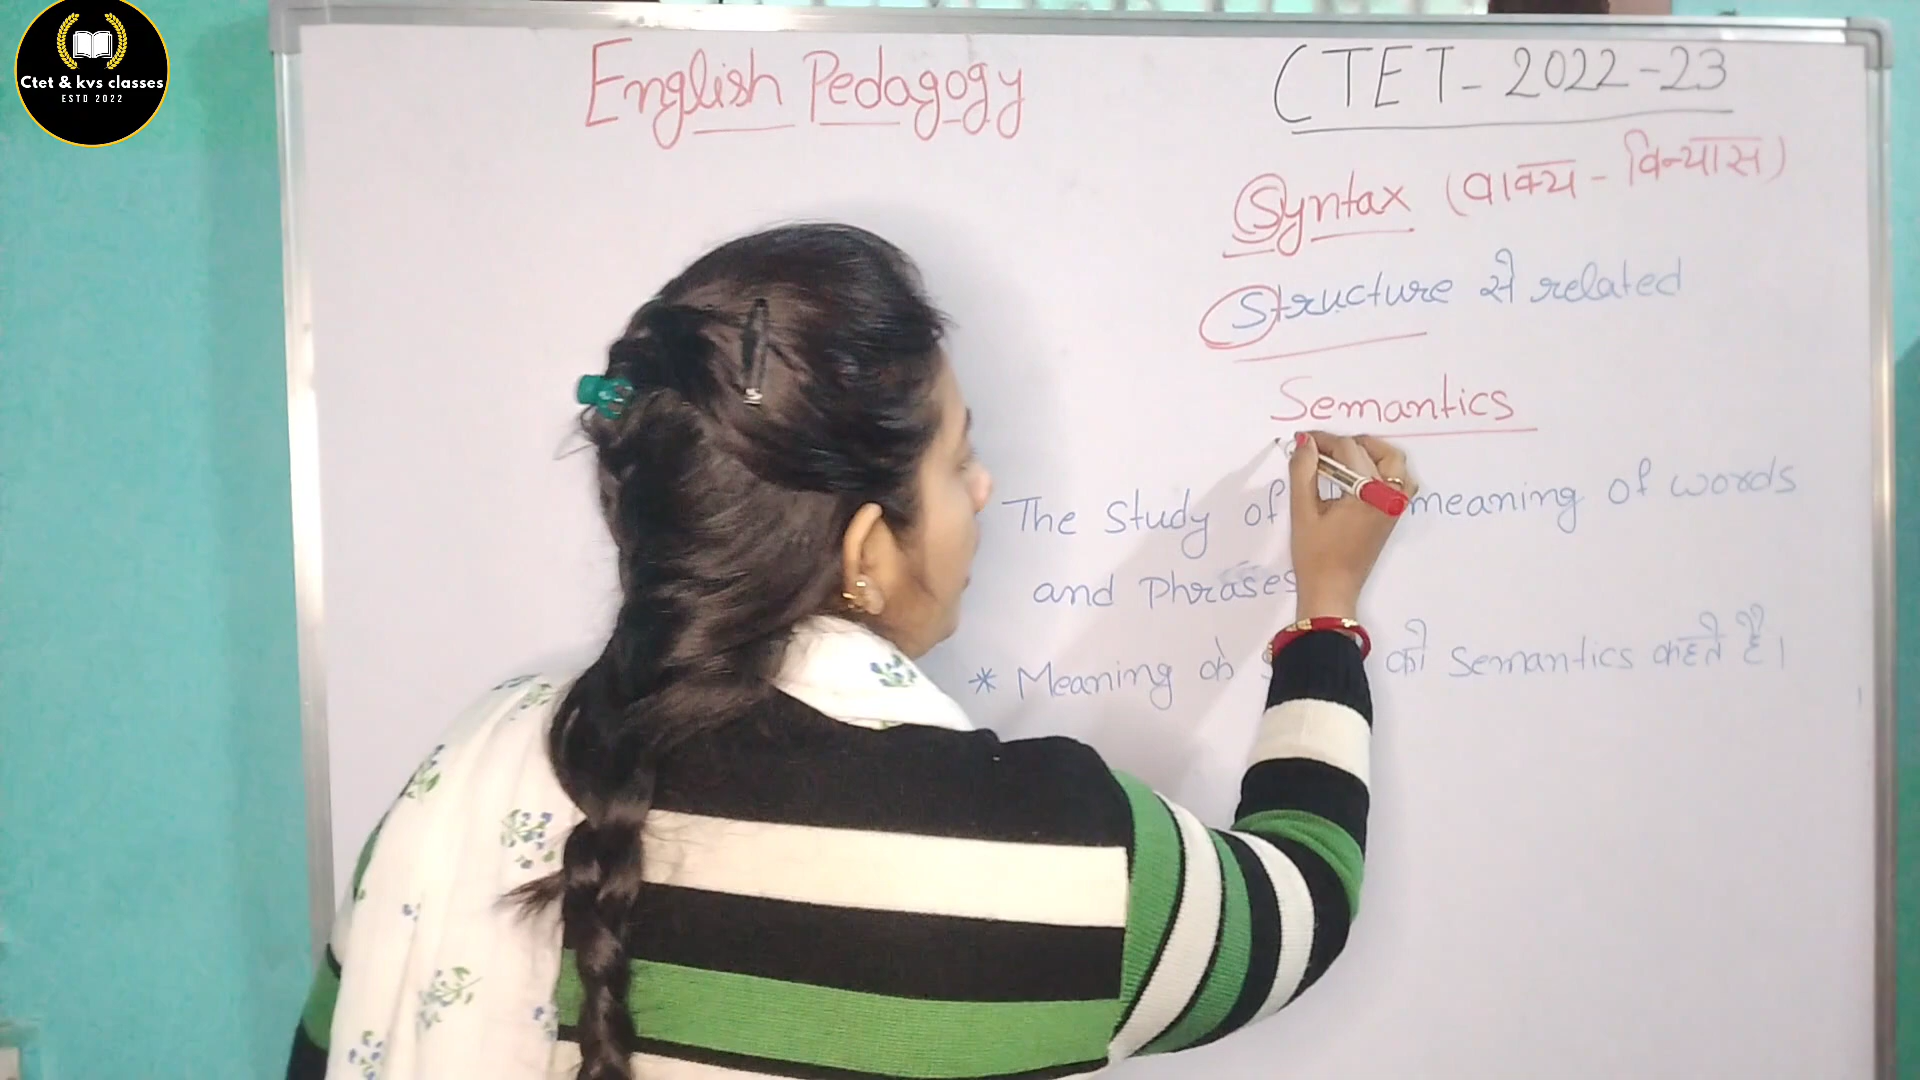 Ctet & kvs classes
ESTD 2022
English Pedagogy
CTET-2022-23
Syntax (वाक्य-विन्यास)
Structure से related
Semantics
The Study of meaning of words
and Phrases
* Meaning के को Semantics कहते हैं।